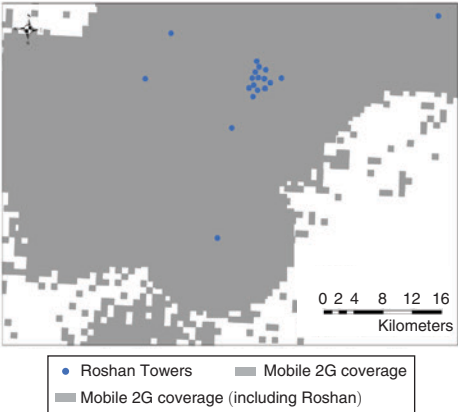 0 2 4 8 12 16
Kilometers
Roshan Towers Mobile 2G coverage
Mobile 2G coverage (including Roshan)